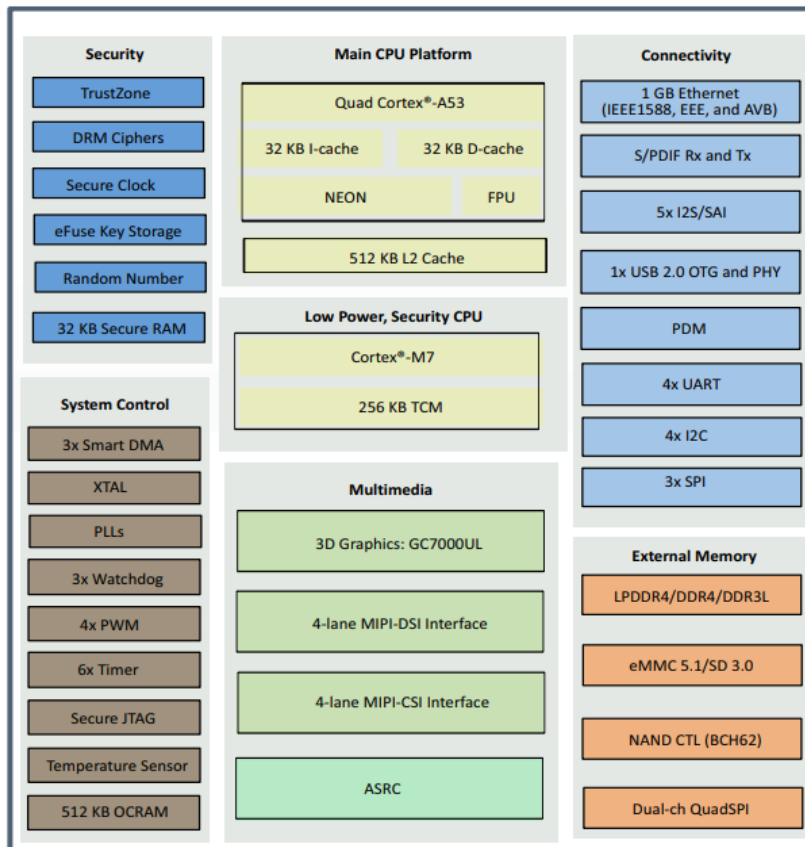 Security
TrustZone
DRM Ciphers
Secure Clock
eFuse Key Storage
Random Number
32 KB Secure RAM
System Control
3x Smart DMA
XTAL
PLLs
3x Watchdog
4x PWM
6x Timer
Secure JTAG
Temperature Sensor
512 KB OCRAM
Main CPU Platform
Quad Cortex®-A53
32 KB I-cache
32 KB D-cache
NEON
FPU
512 KB L2 Cache
Low Power, Security CPU
Cortex®-M7
256 KB TCM
Multimedia
3D Graphics: GC7000UL
4-lane MIPI-DSI Interface
4-lane MIPI-CSI Interface
ASRC
Connectivity
1 GB Ethernet
(IEEE1588, EEE, and AVB)
S/PDIF Rx and Tx
5x I2S/SAI
1x USB 2.0 OTG and PHY
PDM
4x UART
4x I2C
3x SPI
External Memory
LPDDR4/DDR4/DDR3L
eMMC 5.1/SD 3.0
NAND CTL (BCH62)
Dual-ch QuadSPI